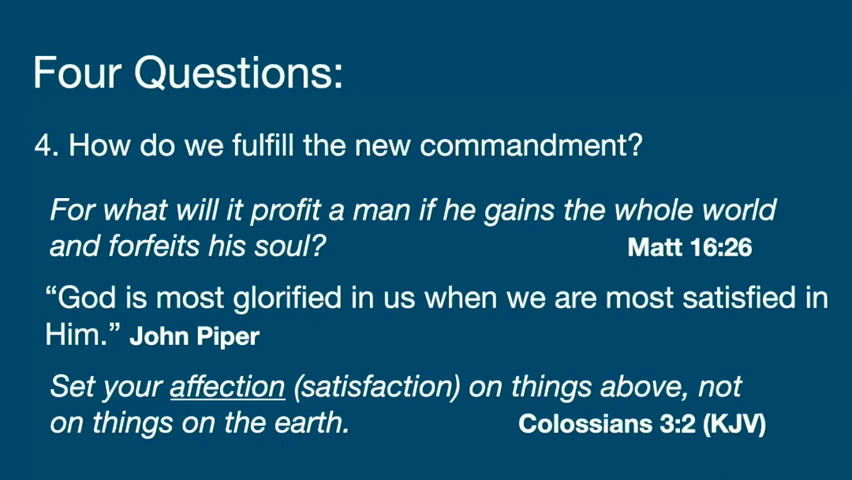 Four Questions:
4. How do we fulfill the new commandment?
For what will it profit a man if he gains the whole world
and forfeits his soul? Matt 16:26
“God is most glorified in us when we are most satisfied in
Him.” John Piper
Set your affection (satisfaction) on things above, not
on things on the earth. Colossians 3:2 (KJV)